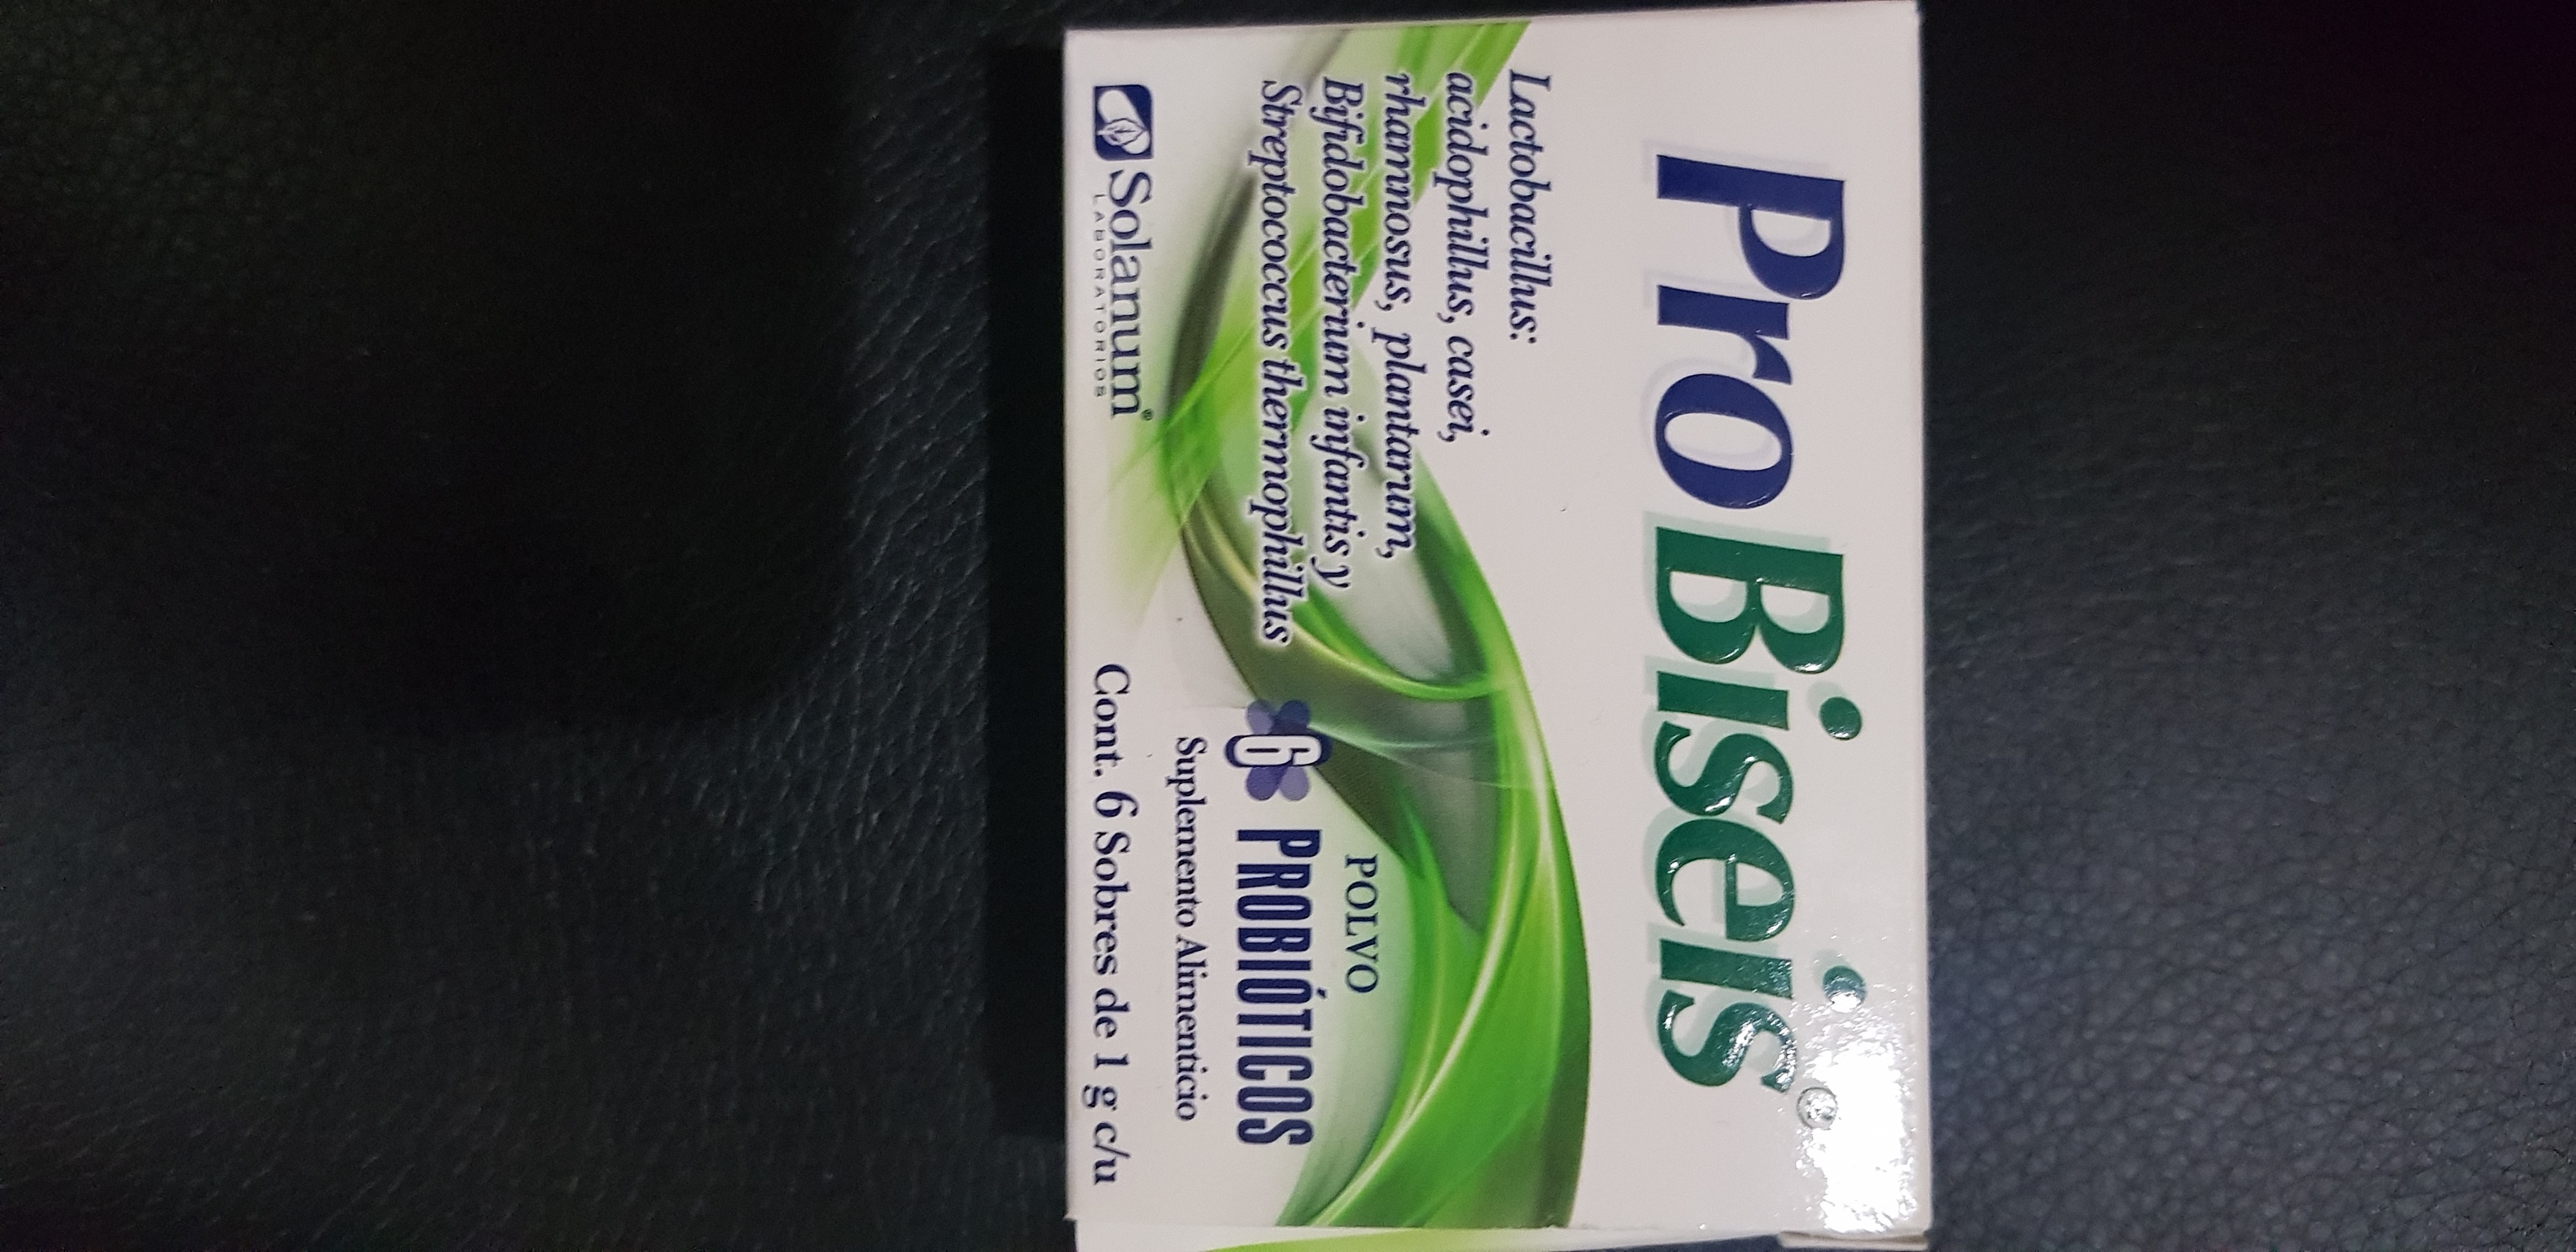 ProBiseis®
Lactobacillus:
acidophillus, casei,
rhamnosus, plantarum,
Bifidobacterium infantis y
Streptococcus thermophillus
POLVO
6 PROBIÓTICOS
Suplemento Alimenticio
Solanum®
LABORATORIOS
Cont. 6 Sobres de 1 g c/u